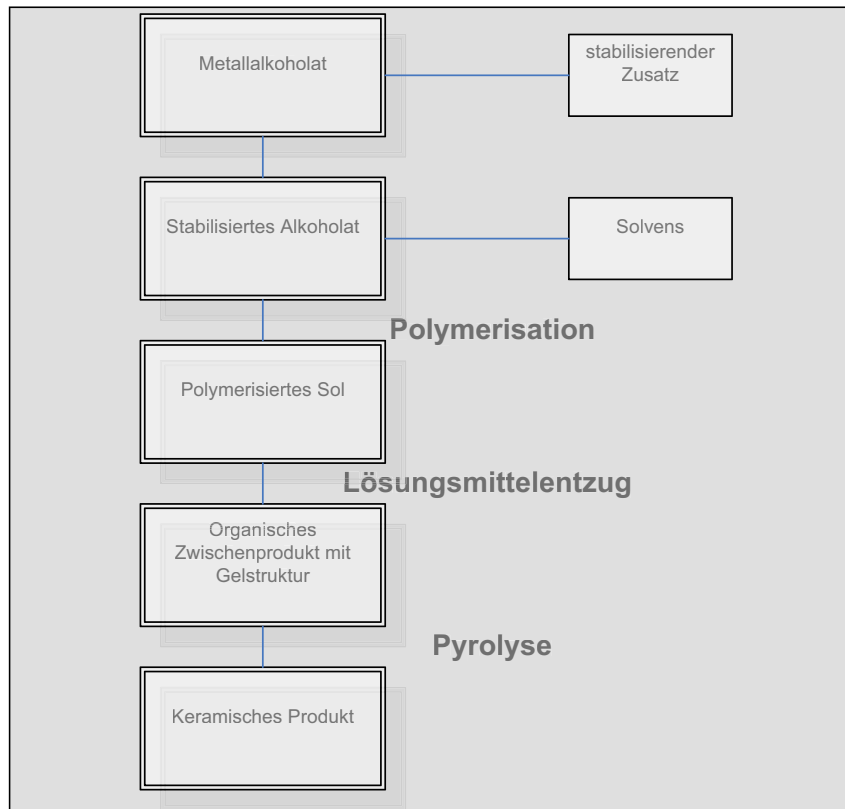 Metallalkoholat
stabilisierender
Zusatz
Stabilisiertes Alkoholat
Solvens
Polymerisation
Polymerisiertes Sol
Lösungsmittelentzug
Organisches
Zwischenprodukt mit
Gelstruktur
Pyrolyse
Keramisches Produkt